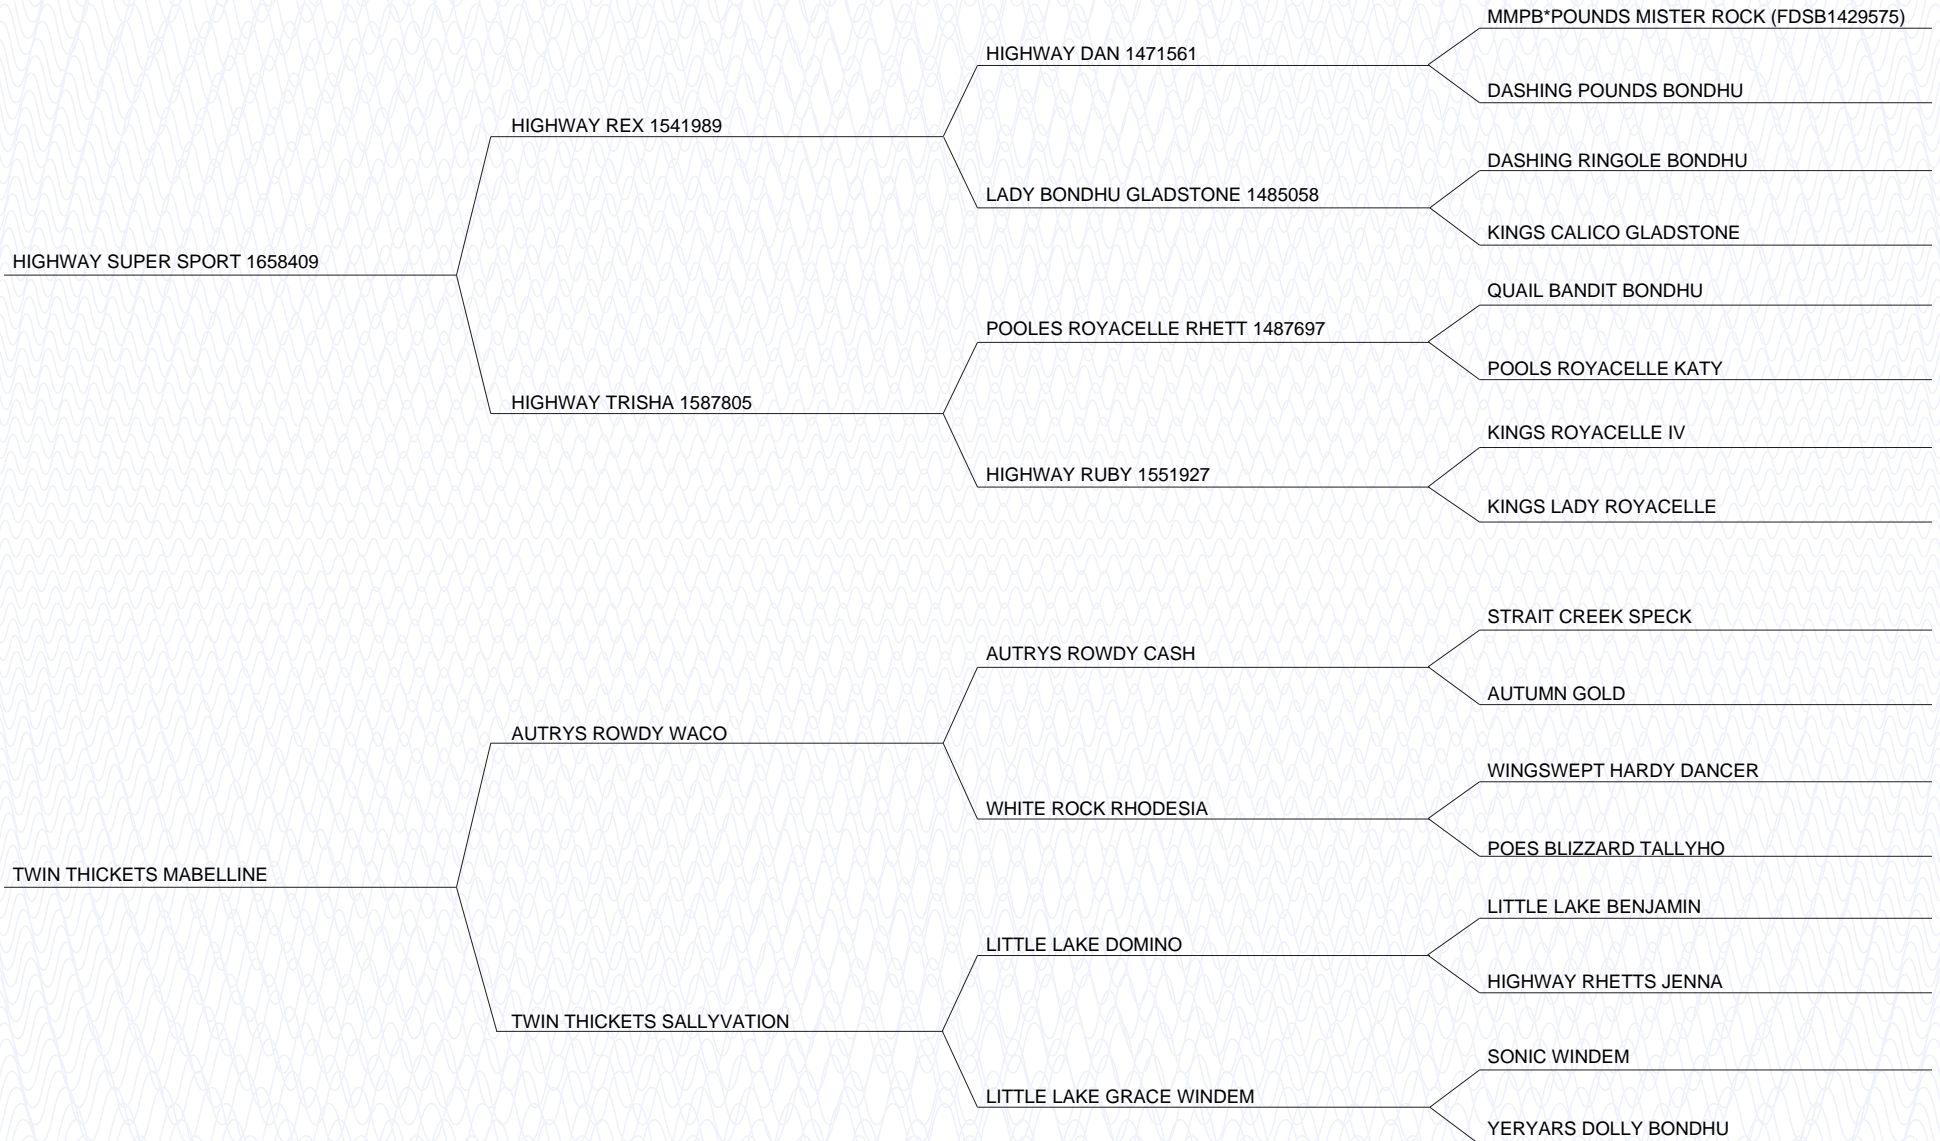 MMPB*POUNDS MISTER ROCK (FDSB1429575)
HIGHWAY DAN 1471561
DASHING POUNDS BONDHU
HIGHWAY REX 1541989
DASHING RINGOLE BONDHU
LADY BONDHU GLADSTONE 1485058
KINGS CALICO GLADSTONE
HIGHWAY SUPER SPORT 1658409
QUAIL BANDIT BONDHU
POOLES ROYACELLE RHETT 1487697
POOLS ROYACELLE KATY
HIGHWAY TRISHA 1587805
KINGS ROYACELLE IV
HIGHWAY RUBY 1551927
KINGS LADY ROYACELLE
STRAIT CREEK SPECK
AUTRYS ROWDY CASH
AUTUMN GOLD
AUTRYS ROWDY WACO
WINGSWEPT HARDY DANCER
WHITE ROCK RHODESIA
POES BLIZZARD TALLYHO
TWIN THICKETS MABELLINE
LITTLE LAKE BENJAMIN
LITTLE LAKE DOMINO
HIGHWAY RHETTS JENNA
TWIN THICKETS SALLYVATION
SONIC WINDEM
LITTLE LAKE GRACE WINDEM
YERYARS DOLLY BONDHU